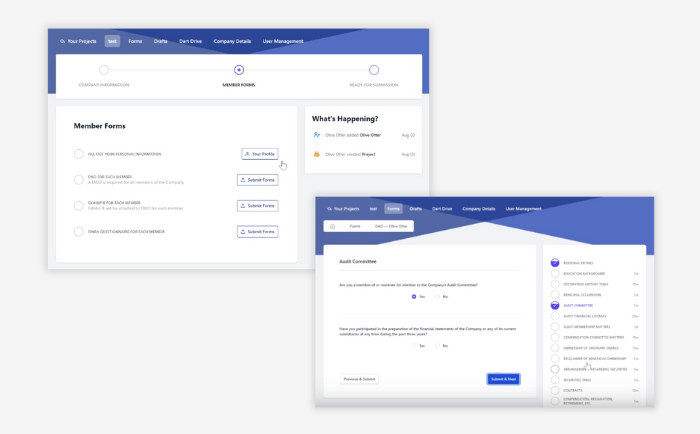 Your Projects test Forms Drafts Dart Drive Company Details User Management
COMPANY INFORMATION MEMBER FORMS READY FOR SUBMISSION
Member Forms
FILL OUT YOUR PERSONAL INFORMATION Your Profile
D&O FOR EACH MEMBER
A D&O is required for all members of the Company Submit Forms
EXHIBIT B FOR EACH MEMBER
Exhibit B will be attached to D&O for each member Submit Forms
FINRA QUESTIONNAIRE FOR EACH MEMBER Submit Forms
What's Happening?
Olive Otter added Olive Otter Aug 03
Olive Otter created Project Aug 03
Your Projects test Forms Drafts Dart Drive Company Details User Management
Forms D&O — Olive Otter
Audit Committee
Are you a member of or nominee for election to the Company's Audit Committee?
Yes No
Have you participated in the preparation of the financial statements of the Company or any of its current
subsidiaries at any time during the past three years?
Yes No
Previous & Submit Submit & Next
PERSONAL DETAILS
EDUCATION BACKGROUND
OCCUPATION HISTORY TABLE
PRINCIPAL OCCUPATION
AUDIT COMMITTEE
AUDIT FINANCIAL LITERACY
AUDIT MEMBERSHIP MATTERS
COMPENSATION COMMITTEE MATTERS
OWNERSHIP OF ORDINARY SHARES
DISCLAIMER OF BENEFICIAL OWNERSHIP
ARRANGEMENTS REGARDING SECURITIES
SECURITIES TABLE
CONTRACTS
COMPENSATION, RESIGNATION,
RETIREMENT, ETC.